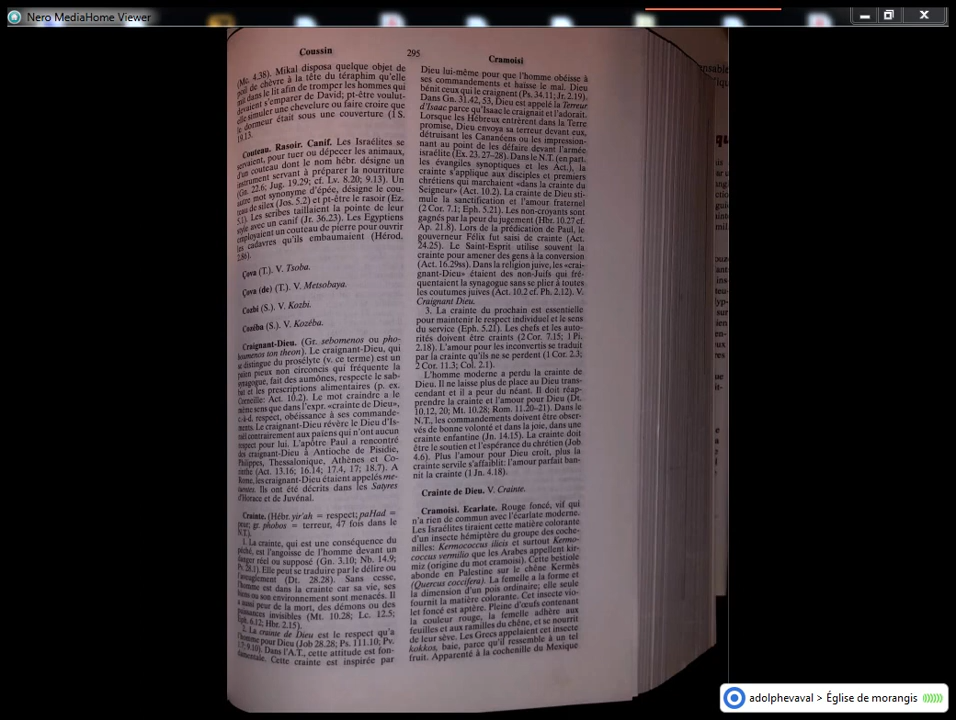 Nero MediaHome Viewer
Coussin
295
Cramoisi
(Mc. 4.38). Mikal disposa quelque objet de
poil de chèvre à la tête du téraphim qu'elle
mit dans le lit afin de tromper les hommes qui
devaient s'emparer de David; pt-être voulut-
elle simuler une chevelure ou faire croire que
le dormeur était sous une couverture (1 S.
19.13.
Couteau. Rasoir. Canif. Les Israélites se
servaient, pour tuer ou dépecer les animaux,
d'un couteau dont le nom hébr. désigne un
instrument servant à préparer la nourriture
(Gn. 22.6; Jug. 19.29; cf. Lv. 8.20; 9.13). Un
autre mot synonyme d'épée, désigne le cou-
teau de silex (Jos. 5.2) et pt-être le rasoir (Ez.
5.1). Les scribes taillaient la pointe de leur
style avec un canif (Jr. 36.23). Les Egyptiens
employaient un couteau de pierre pour ouvrir
les cadavres qu'ils embaumaient (Hérod.
2.86).
Çova (T.). V. Tsoba.
Çova (de) (T.). V. Metsobaya.
Cozbi (S.). V. Kozbi.
Cozéba (S.). V. Kozéba.
Craignant-Dieu. (Gr. sebomenos ou pho-
boumenos ton theon). Le craignant-Dieu, qui
se distingue du prosélyte (v. ce terme) est un
païen pieux non circoncis qui fréquente la
synagogue, fait des aumônes, respecte le sab-
bat et les prescriptions alimentaires (p. ex.
Corneille: Act. 10.2). Le mot craindre a le
même sens que dans l'expr. «crainte de Dieu»,
c-à-d. respect, obéissance à ses commande-
ments. Le craignant-Dieu révère le Dieu d'Is-
raël contrairement aux païens qui n'ont aucun
respect pour lui. L'apôtre Paul a rencontré
des craignant-Dieu à Antioche de Pisidie,
Philippes, Thessalonique, Athènes et Co-
rinthe (Act. 13.16; 16.14; 17.4, 17; 18.7). A
Rome, les craignant-Dieu étaient appelés me-
tuentes. Ils ont été décrits dans les Satyres
d'Horace et de Juvénal.
Crainte. (Hébr. yir'ah = respect; paHad =
peur; gr. phobos = terreur, 47 fois dans le
N.T.).
1. La crainte, qui est une conséquence du
péché, est l'angoisse de l'homme devant un
danger réel ou supposé (Gn. 3.10; Nb. 14.9;
Pr. 28.1). Elle peut se traduire par le délire ou
l'aveuglement (Dt. 28.28). Sans cesse,
l'homme est dans la crainte car sa vie, ses
biens ou son environnement sont menacés. Il
a aussi peur de la mort, des démons ou des
puissances invisibles (Mt. 10.28; Lc. 12.5;
Eph. 6.12; Hbr. 2.15).
2. La crainte de Dieu est le respect qu'a
l'homme pour Dieu (Job 28.28; Ps. 111.10; Pv.
1.7; 9.10). Dans l'A.T., cette attitude est fon-
damentale. Cette crainte est inspirée par
Dieu lui-même pour que l'homme obéisse à
ses commandements et haïsse le mal. Dieu
bénit ceux qui le craignent (Ps. 34.11; Jr. 2.19).
Dans Gn. 31.42, 53, Dieu est appelé la Terreur
d'Isaac parce qu'Isaac le craignait et l'adorait.
Lorsque les Hébreux entrèrent dans la Terre
promise, Dieu envoya sa terreur devant eux,
détruisant les Cananéens ou les impression-
nant au point de les défaire devant l'armée
israélite (Ex. 23. 27-28). Dans le N.T. (en part.
les évangiles synoptiques et les Act.), la
crainte s'applique aux disciples et premiers
chrétiens qui marchaient «dans la crainte du
Seigneur» (Act. 10.2). La crainte de Dieu sti-
mule la sanctification et l'amour fraternel
(2 Cor. 7.1; Eph. 5.21). Les non-croyants sont
gagnés par la peur du jugement (Hbr. 10.27 cf.
Ap. 21.8). Lors de la prédication de Paul, le
gouverneur Félix fut saisi de crainte (Act.
24.25). Le Saint-Esprit utilise souvent la
crainte pour amener des gens à la conversion
(Act. 16.29ss). Dans la religion juive, les «crai-
gnant-Dieu» étaient des non-Juifs qui fré-
quentaient la synagogue sans se plier à toutes
les coutumes juives (Act. 10.2 cf. Ph. 2.12). V.
Craignant Dieu.
3. La crainte du prochain est essentielle
pour maintenir le respect individuel et le sens
du service (Eph. 5.21). Les chefs et les auto-
rités doivent être craints (2 Cor. 7.15; 1 Pi.
2.18). L'amour pour les inconvertis se traduit
par la crainte qu'ils ne se perdent (1 Cor. 2.3;
2 Cor. 11.3; Col. 2.1).
L'homme moderne a perdu la crainte de
Dieu. Il ne laisse plus de place au Dieu trans-
cendant et il a peur du néant. Il doit réap-
prendre la crainte et l'amour pour Dieu (Dt.
10.12, 20; Mt. 10.28; Rom. 11.20-21). Dans le
N.T., les commandements doivent être obser-
vés de bonne volonté et dans la joie, dans une
crainte enfantine (Jn. 14.15). La crainte doit
être le soutien et l'espérance du chrétien (Job
4.6). Plus l'amour pour Dieu croît, plus la
crainte servile s'affaiblit: l'amour parfait ban-
nit la crainte (1 Jn. 4.18).
Crainte de Dieu. V. Crainte.
Cramoisi. Ecarlate. Rouge foncé, vif qui
n'a rien de commun avec l'écarlate moderne.
Les Israélites tiraient cette matière colorante
d'un insecte hémiptère du groupe des coche-
nilles: Kermococcus ilicis et surtout Kermo-
coccus vermilio que les Arabes appellent kir-
miz (origine du mot cramoisi). Cette bestiole
abonde en Palestine sur le chêne Kermès
(Quercus coccifera). La femelle a la forme et
la dimension d'un pois ordinaire; elle seule
fournit la matière colorante. Cet insecte vio-
let foncé est aptère. Pleine d'œufs contenant
la couleur rouge, la femelle adhère aux
feuilles et aux ramilles du chêne, et se nourrit
de leur sève. Les Grecs appelaient cet insecte
kokkos, baie, parce qu'il ressemble à un tel
fruit. Apparenté à la cochenille du Mexique
adolphevaval > Église de morangis